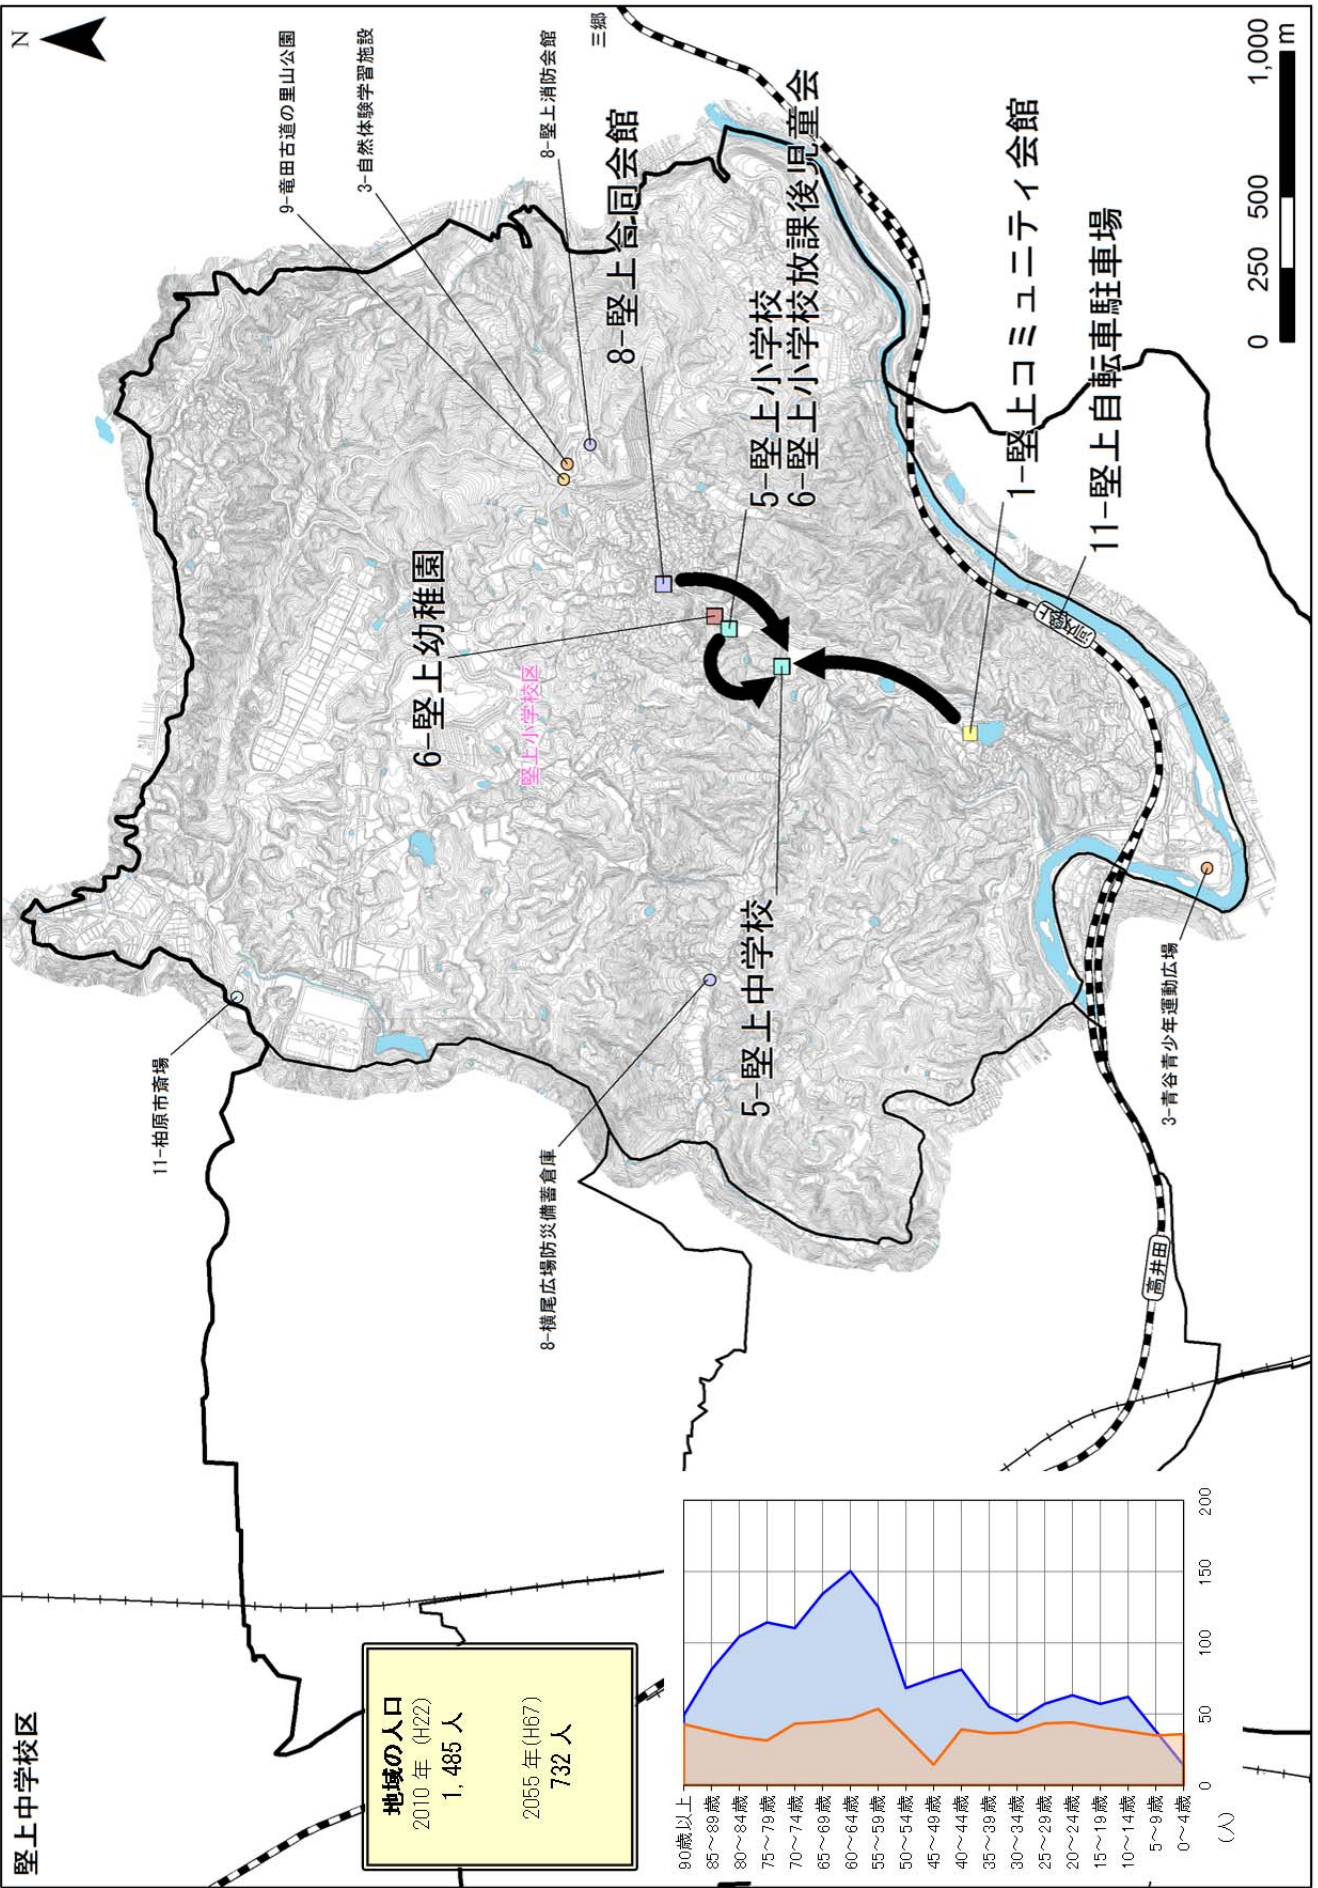 堅上中学校区
N
三郷
9-竜田古道の里山公園
3-自然体験学習施設
8-堅上消防会館
8-堅上合同会館
5-堅上小学校
6-堅上小学校放課後児童会
6-堅上幼稚園
堅上小学校区
1-堅上コミュニティ会館
11-堅上自転車駐車場
河内堅上
5-堅上中学校
11-柏原市斎場
8-横尾広場防災備蓄倉庫
3-青谷青少年運動広場
高井田
0 250 500 1,000
m
地域の人口
2010 年 (H22)
1,485 人
2055 年(H67)
732 人
90歳以上
85～89歳
80～84歳
75～79歳
70～74歳
65～69歳
60～64歳
55～59歳
50～54歳
45～49歳
40～44歳
35～39歳
30～34歳
25～29歳
20～24歳
15～19歳
10～14歳
5～9歳
0～4歳
(人)
0 50 100 150 200